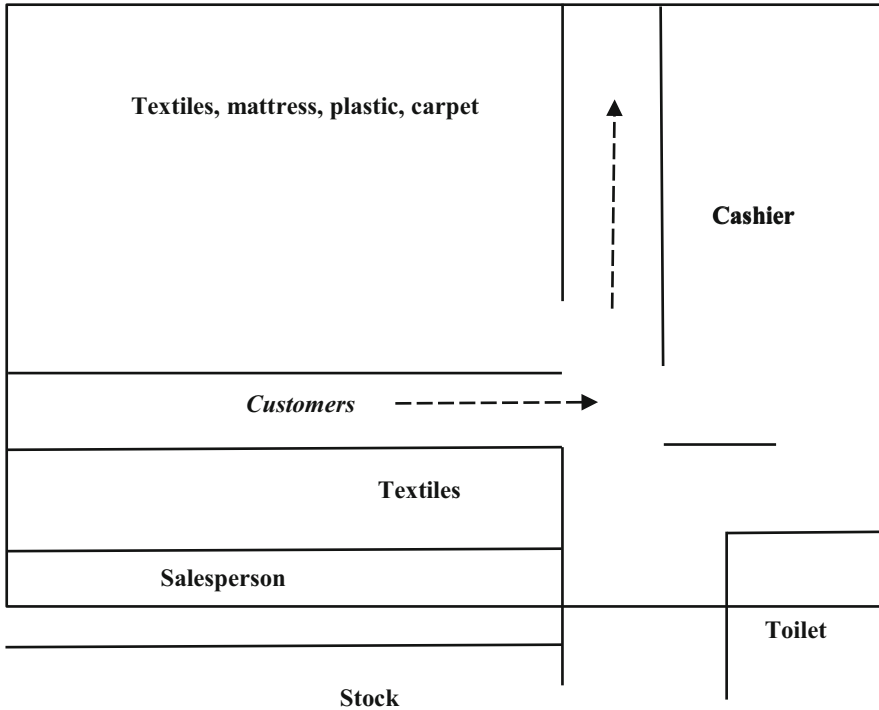 Textiles, mattress, plastic, carpet
Cashier
Customers
Textiles
Salesperson
Toilet
Stock